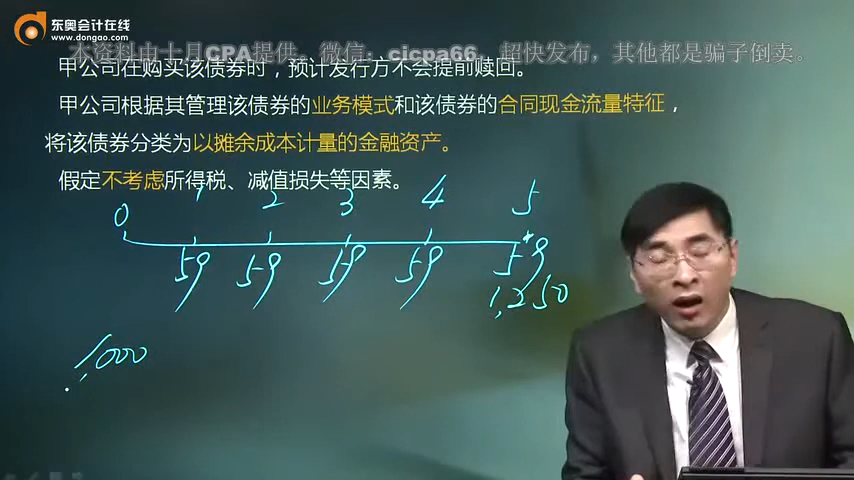 东奥会计在线
www.dongao.com
本资料由十月CPA提供。微信：cicpa66，超快发布，其他都是骗子倒卖。
甲公司在购买该债券时，预计发行方不会提前赎回。
甲公司根据其管理该债券的业务模式和该债券的合同现金流量特征，
将该债券分类为以摊余成本计量的金融资产。
假定不考虑所得税、减值损失等因素。
0 1 2 3 4 5
59 59 59 59 59
1,250
1,000